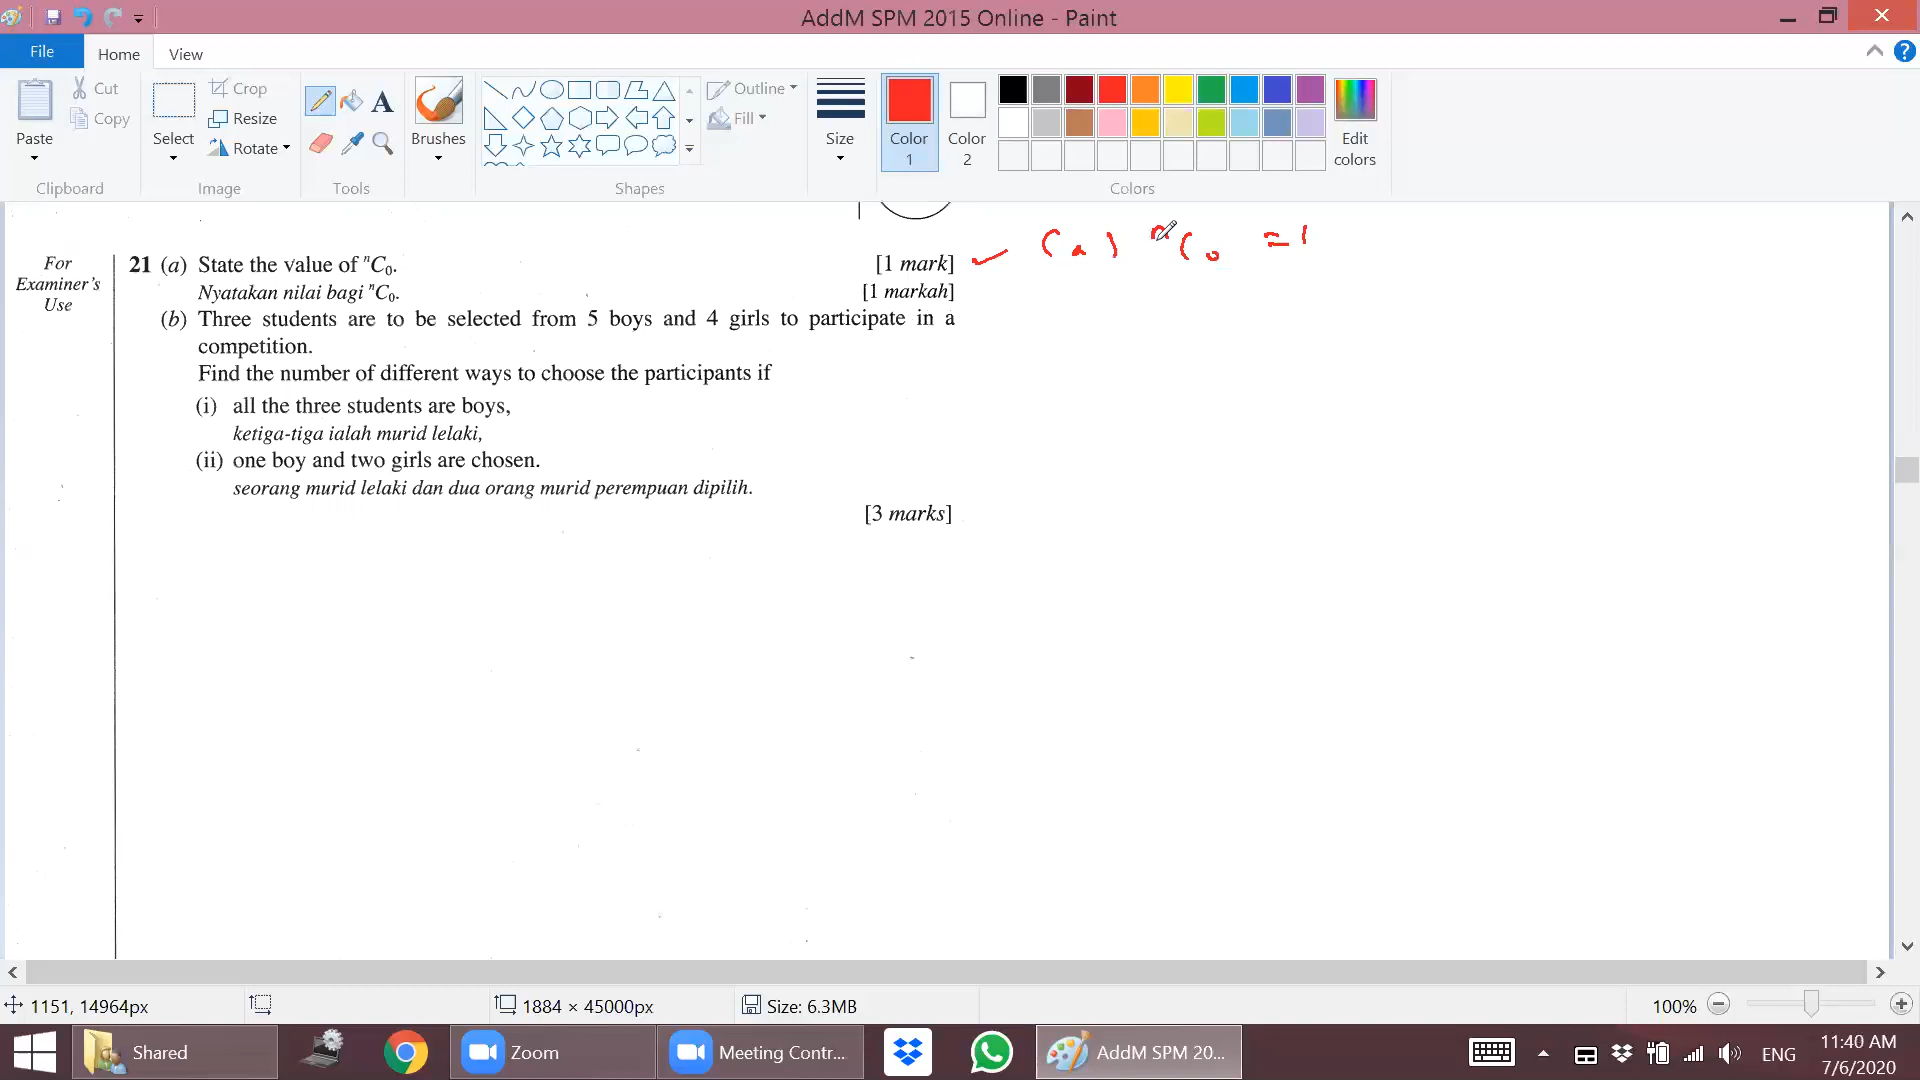 AddM SPM 2015 Online - Paint
File Home View
Paste Cut Copy Select Crop Resize Rotate Brushes Outline Fill Size Color 1 Color 2 Edit colors
Clipboard Image Tools Shapes Colors
(a) nC0 = 1
For Examiner's Use
21 (a) State the value of nC0. [1 mark]
Nyatakan nilai bagi nC0. [1 markah]
(b) Three students are to be selected from 5 boys and 4 girls to participate in a
competition.
Find the number of different ways to choose the participants if
(i) all the three students are boys,
ketiga-tiga ialah murid lelaki,
(ii) one boy and two girls are chosen.
seorang murid lelaki dan dua orang murid perempuan dipilih.
[3 marks]
1151, 14964px 1884 × 45000px Size: 6.3MB 100%
Shared Zoom Meeting Contr... AddM SPM 20... ENG 11:40 AM
7/6/2020